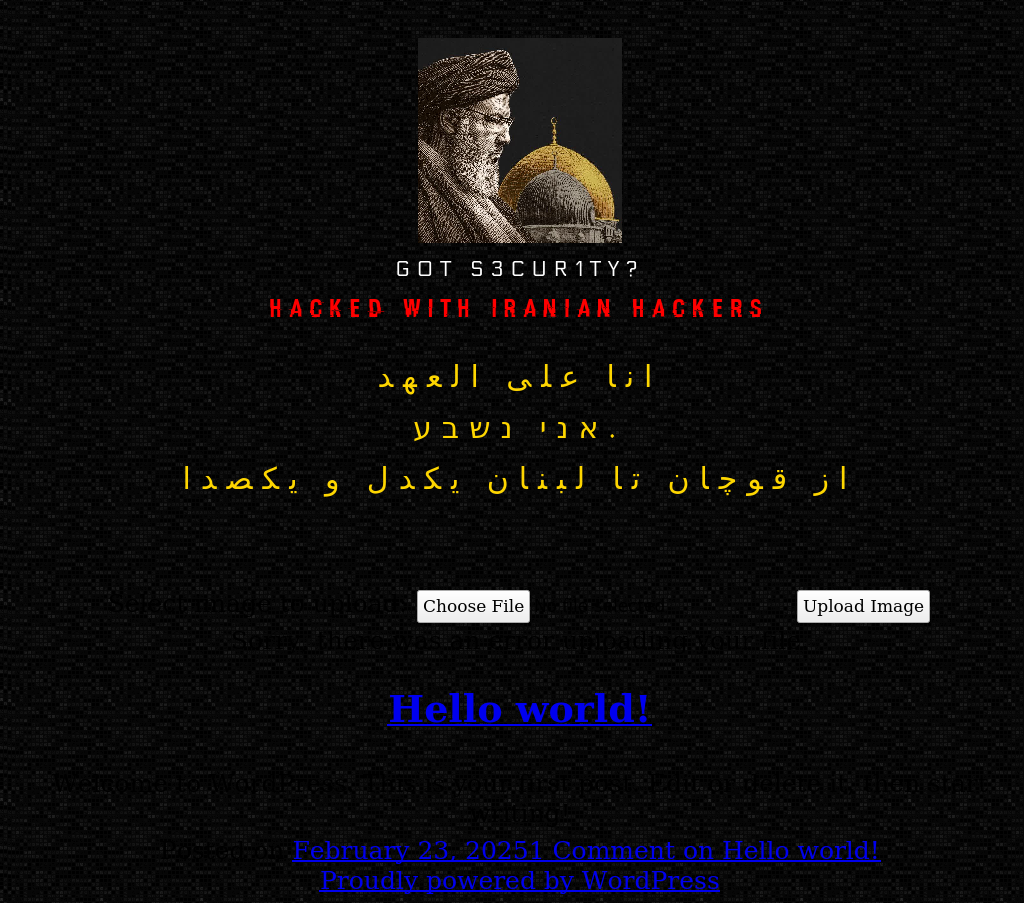 GOT S3CUR1TY?
HACKED WITH IRANIAN HACKERS
انا علی العهد
אני נשבע.
از قوچان تا لبنان یکدل و یکصدا
Choose File
Upload Image
Hello world!
February 23, 20251 Comment on Hello world!
Proudly powered by WordPress